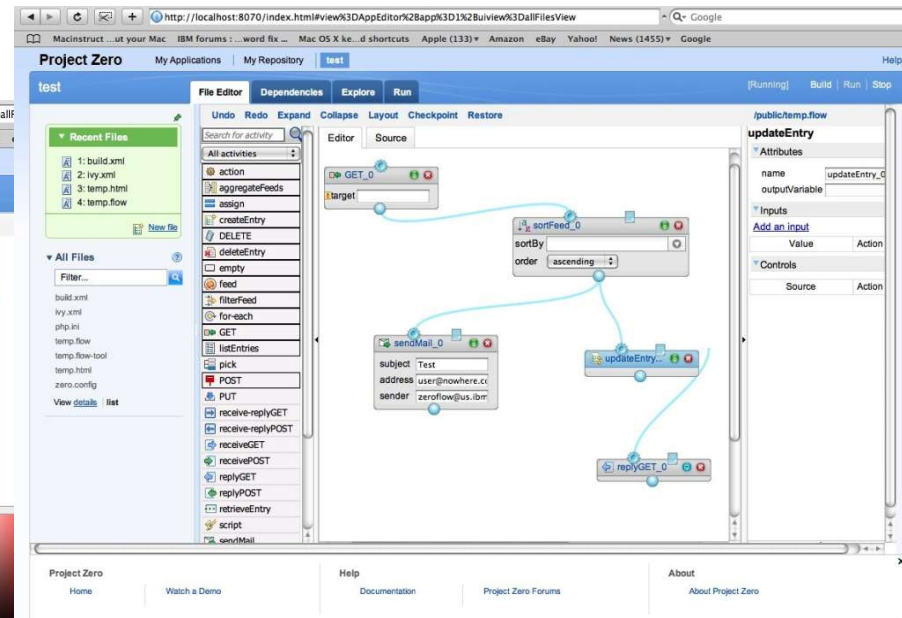 http://localhost:8070/index.html#view%3DAppEditor%26app%3D1%26uiview%3DallFilesView
Google
Macinstruct ...ut your Mac IBM forums : ...word fix ... Mac OS X ke...d shortcuts Apple (133) Amazon eBay Yahoo! News (1455) Google
Project Zero My Applications My Repository test Help
test
File Editor Dependencies Explore Run
[Running] Build Run Stop
Undo Redo Expand Collapse Layout Checkpoint Restore
Recent Files
1: build.xml
2: ivy.xml
3: temp.html
4: temp.flow
New file
All Files
Filter...
build.xml
ivy.xml
php.ini
temp.flow
temp.flow-tool
temp.html
zero.config
View details list
Search for activity
All activities
action
aggregateFeeds
assign
createEntry
DELETE
deleteEntry
empty
feed
filterFeed
for-each
GET
listEntries
pick
POST
PUT
receive-replyGET
receive-replyPOST
receiveGET
receivePOST
replyGET
replyPOST
retrieveEntry
script
sendMail
Editor Source
GET_0
target
sortFeed_0
sortBy
order ascending
sendMail_0
subject Test
address user@nowhere.co
sender zeroflow@us.ibm
updateEntry...
replyGET_0
/public/temp.flow
updateEntry
Attributes
name updateEntry_0
outputVariable
Inputs
Add an input
Value Action
Controls
Source Action
Project Zero Help About
Home Watch a Demo Documentation Project Zero Forums About Project Zero